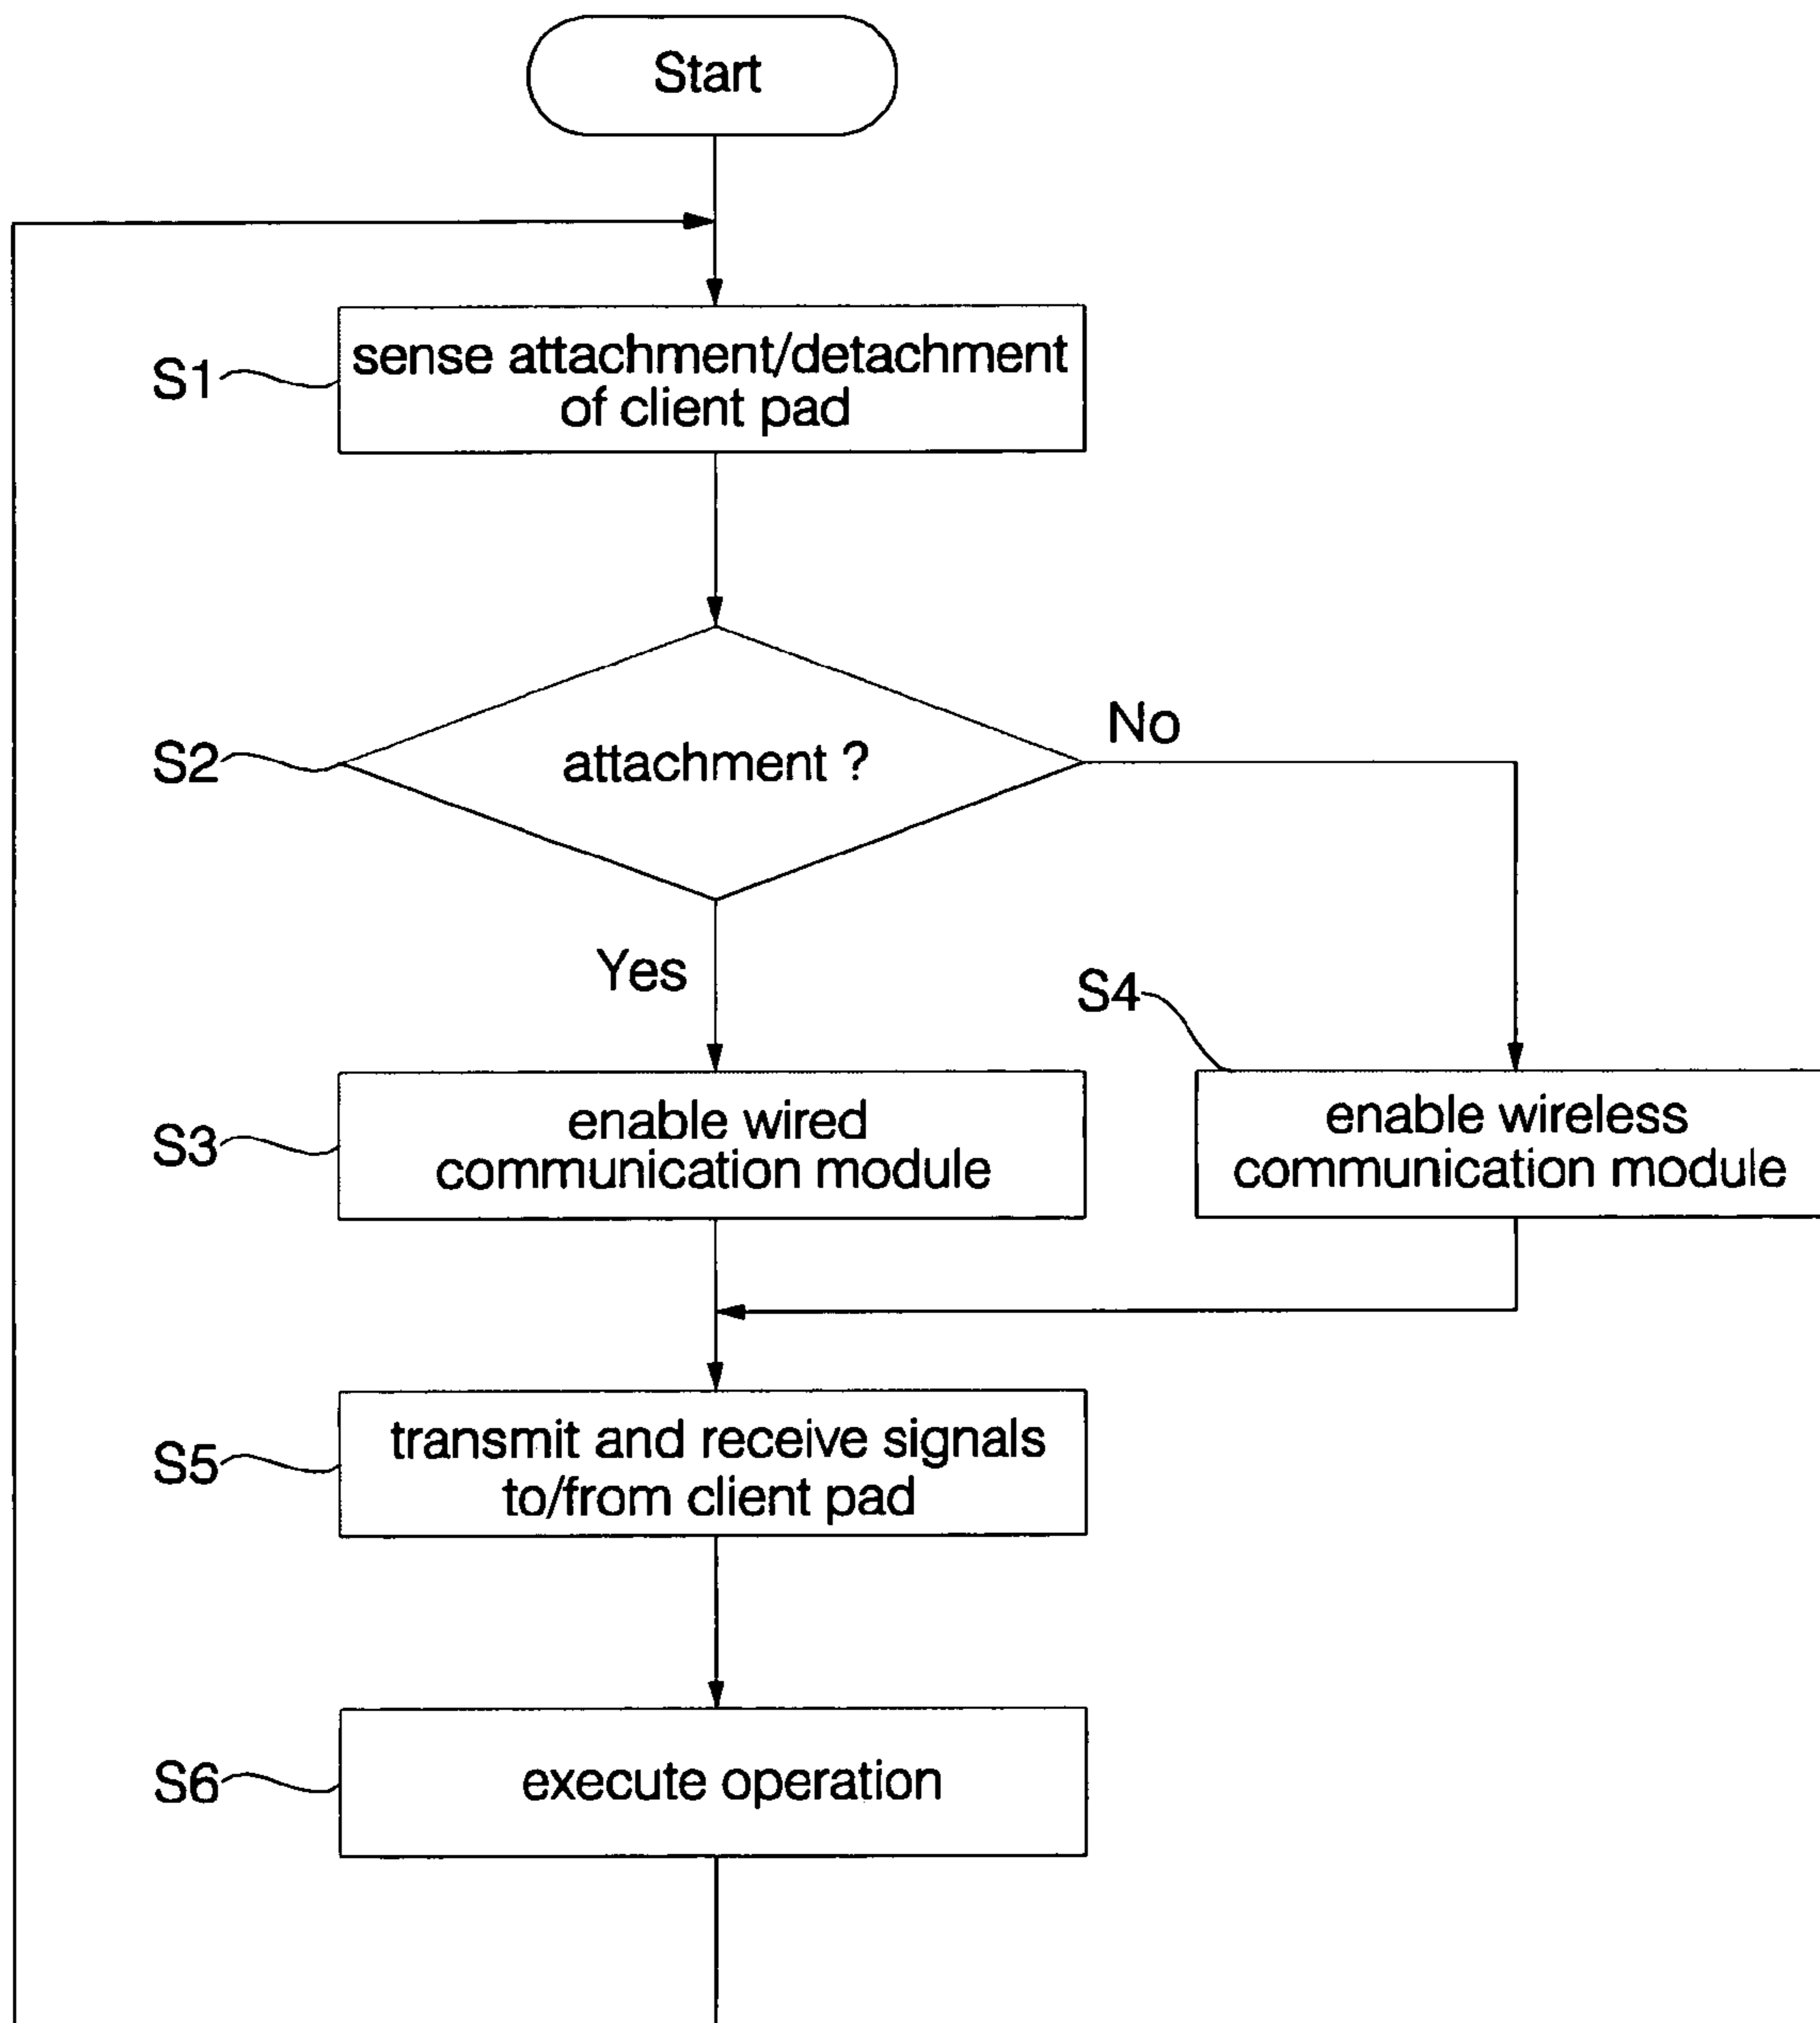 Start
S1
sense attachment/detachment
of client pad
S2
attachment ?
No
Yes
S4
S3
enable wired
communication module
enable wireless
communication module
S5
transmit and receive signals
to/from client pad
S6
execute operation